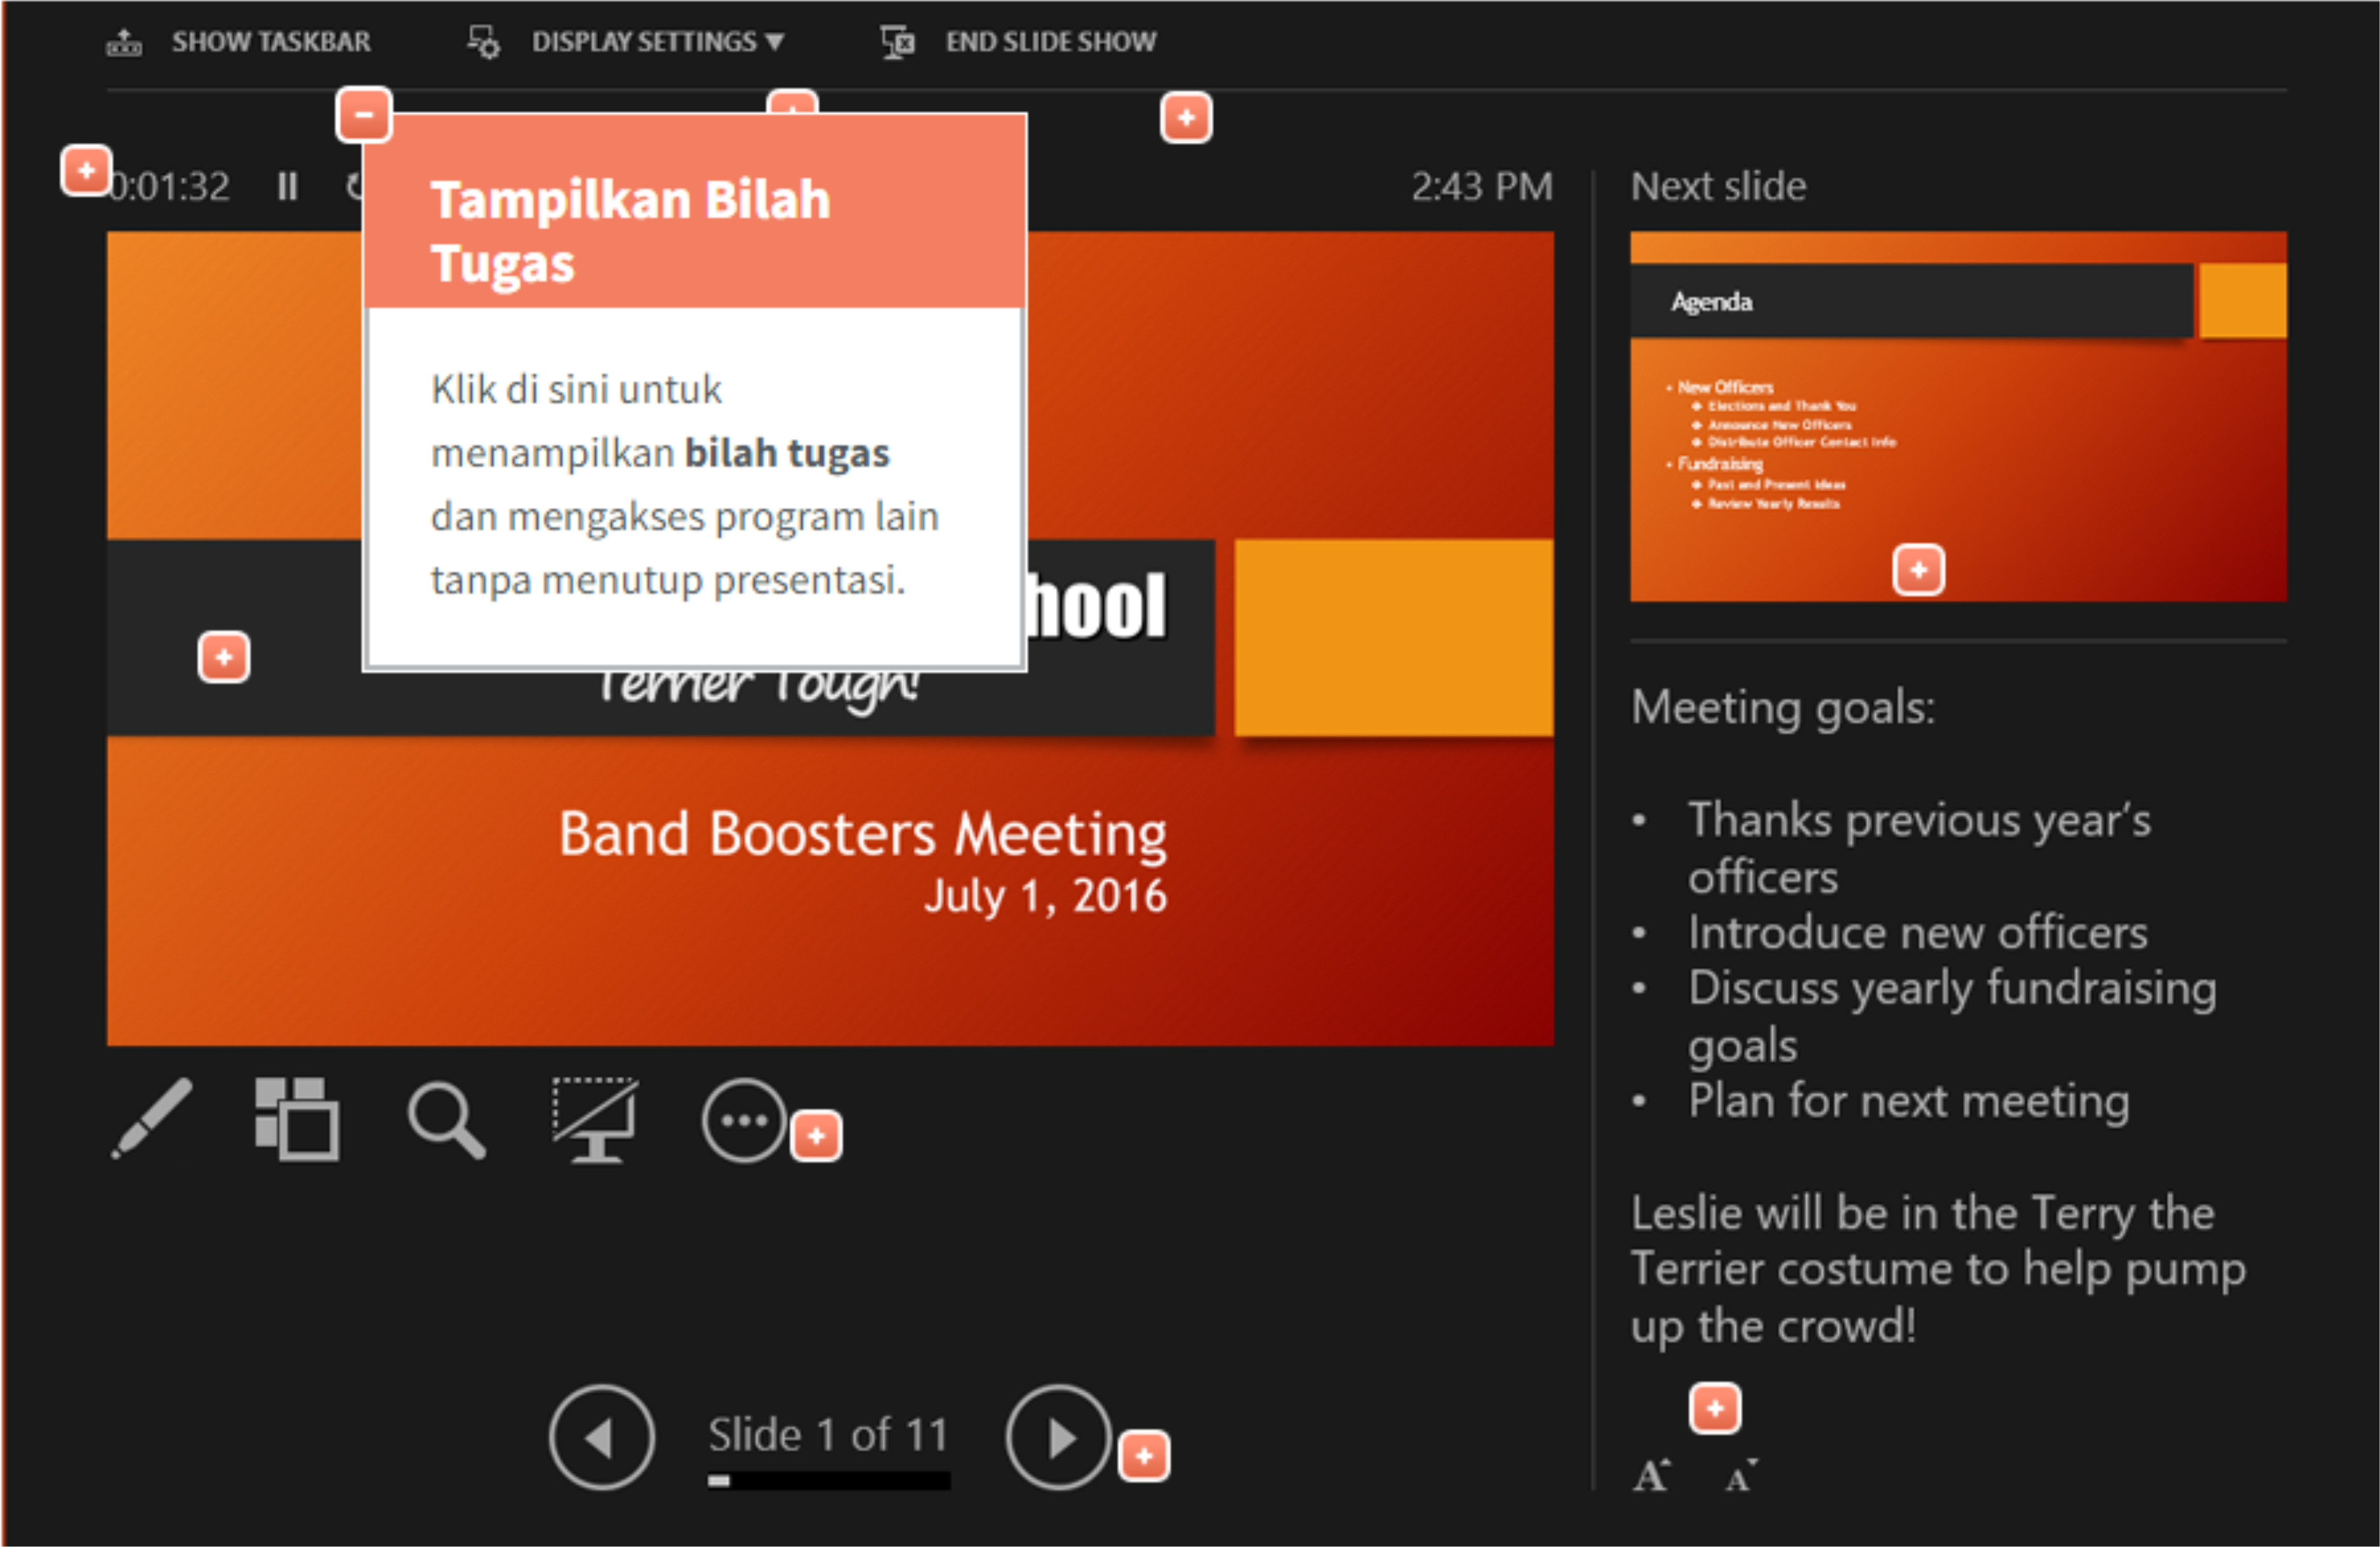 SHOW TASKBAR
DISPLAY SETTINGS
END SLIDE SHOW
0:01:32
2:43 PM
Tampilkan Bilah
Tugas
Klik di sini untuk
menampilkan bilah tugas
dan mengakses program lain
tanpa menutup presentasi.
Terrier Tough!
Band Boosters Meeting
July 1, 2016
Slide 1 of 11
Next slide
Agenda
• New Officers
Elections and Thank You
Announce New Officers
Distribute Officer Contact Info
• Fundraising
Past and Present Ideas
Review Yearly Results
Meeting goals:
• Thanks previous year's
officers
• Introduce new officers
• Discuss yearly fundraising
goals
• Plan for next meeting
Leslie will be in the Terry the
Terrier costume to help pump
up the crowd!
A A